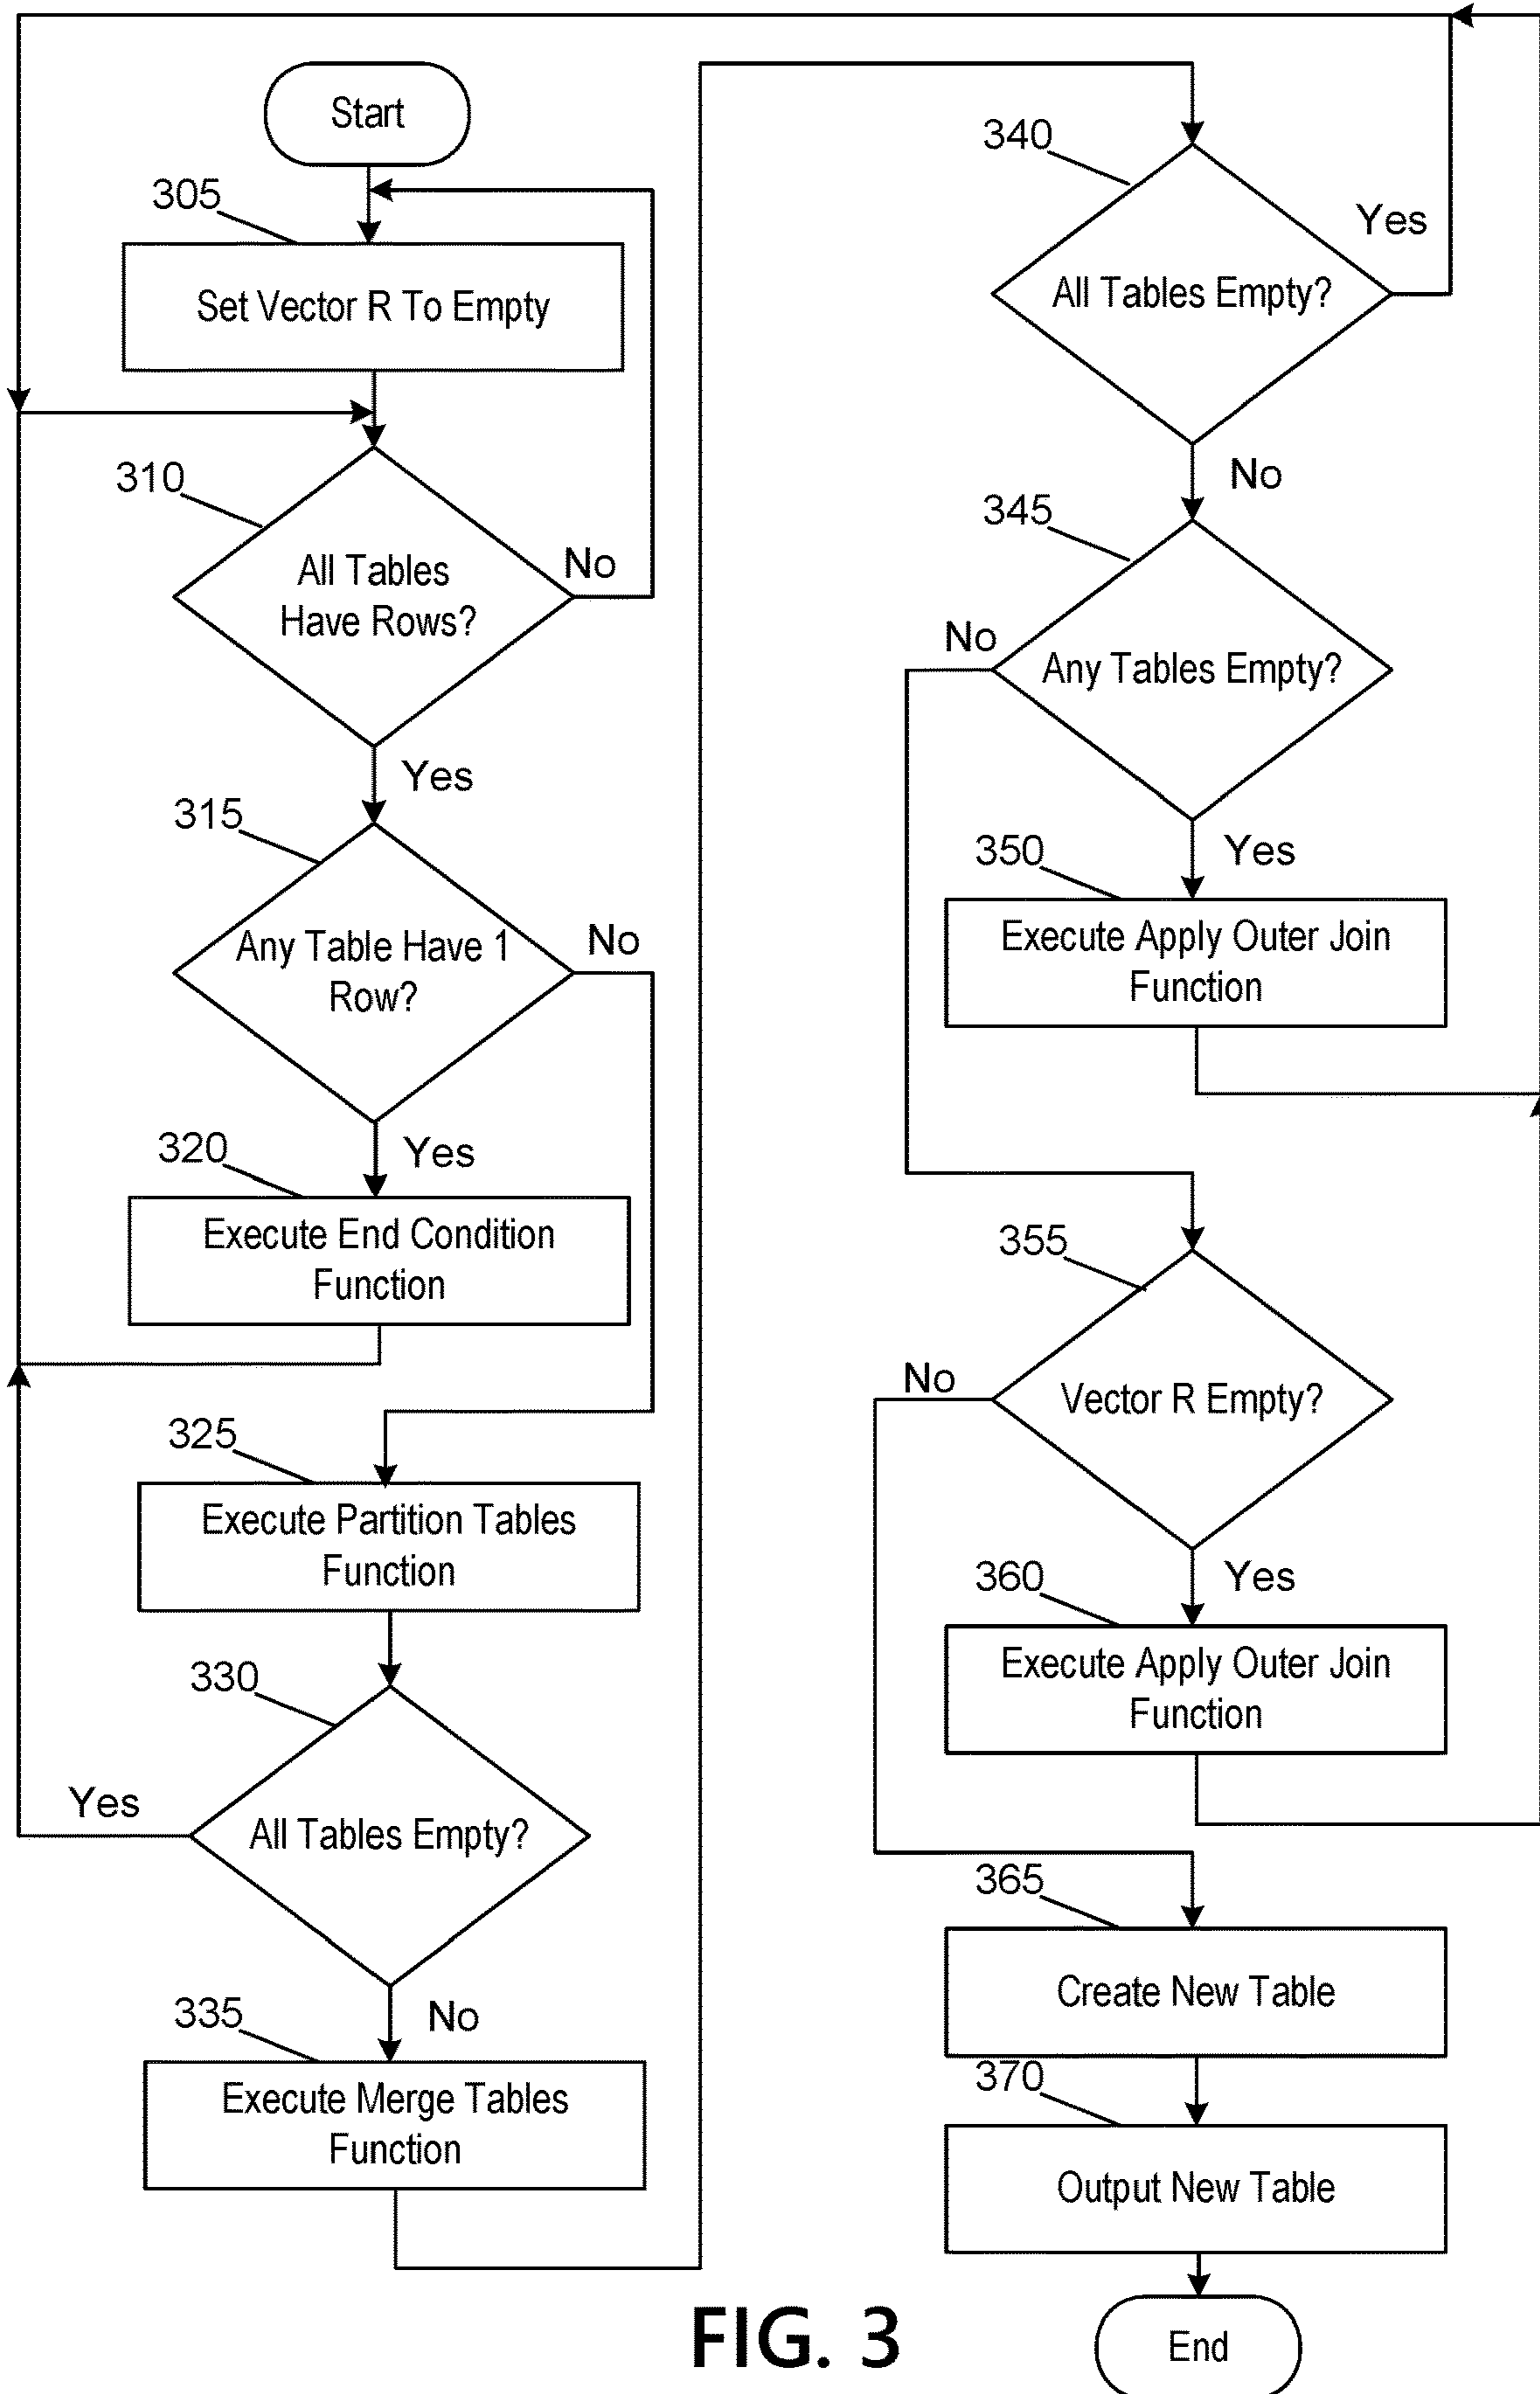 Start
305
Set Vector R To Empty
310
All Tables
Have Rows?
No
Yes
315
Any Table Have 1
Row?
No
Yes
320
Execute End Condition
Function
325
Execute Partition Tables
Function
330
All Tables Empty?
Yes
No
335
Execute Merge Tables
Function
340
All Tables Empty?
Yes
No
345
Any Tables Empty?
No
Yes
350
Execute Apply Outer Join
Function
355
Vector R Empty?
No
Yes
360
Execute Apply Outer Join
Function
365
Create New Table
370
Output New Table
End
FIG. 3